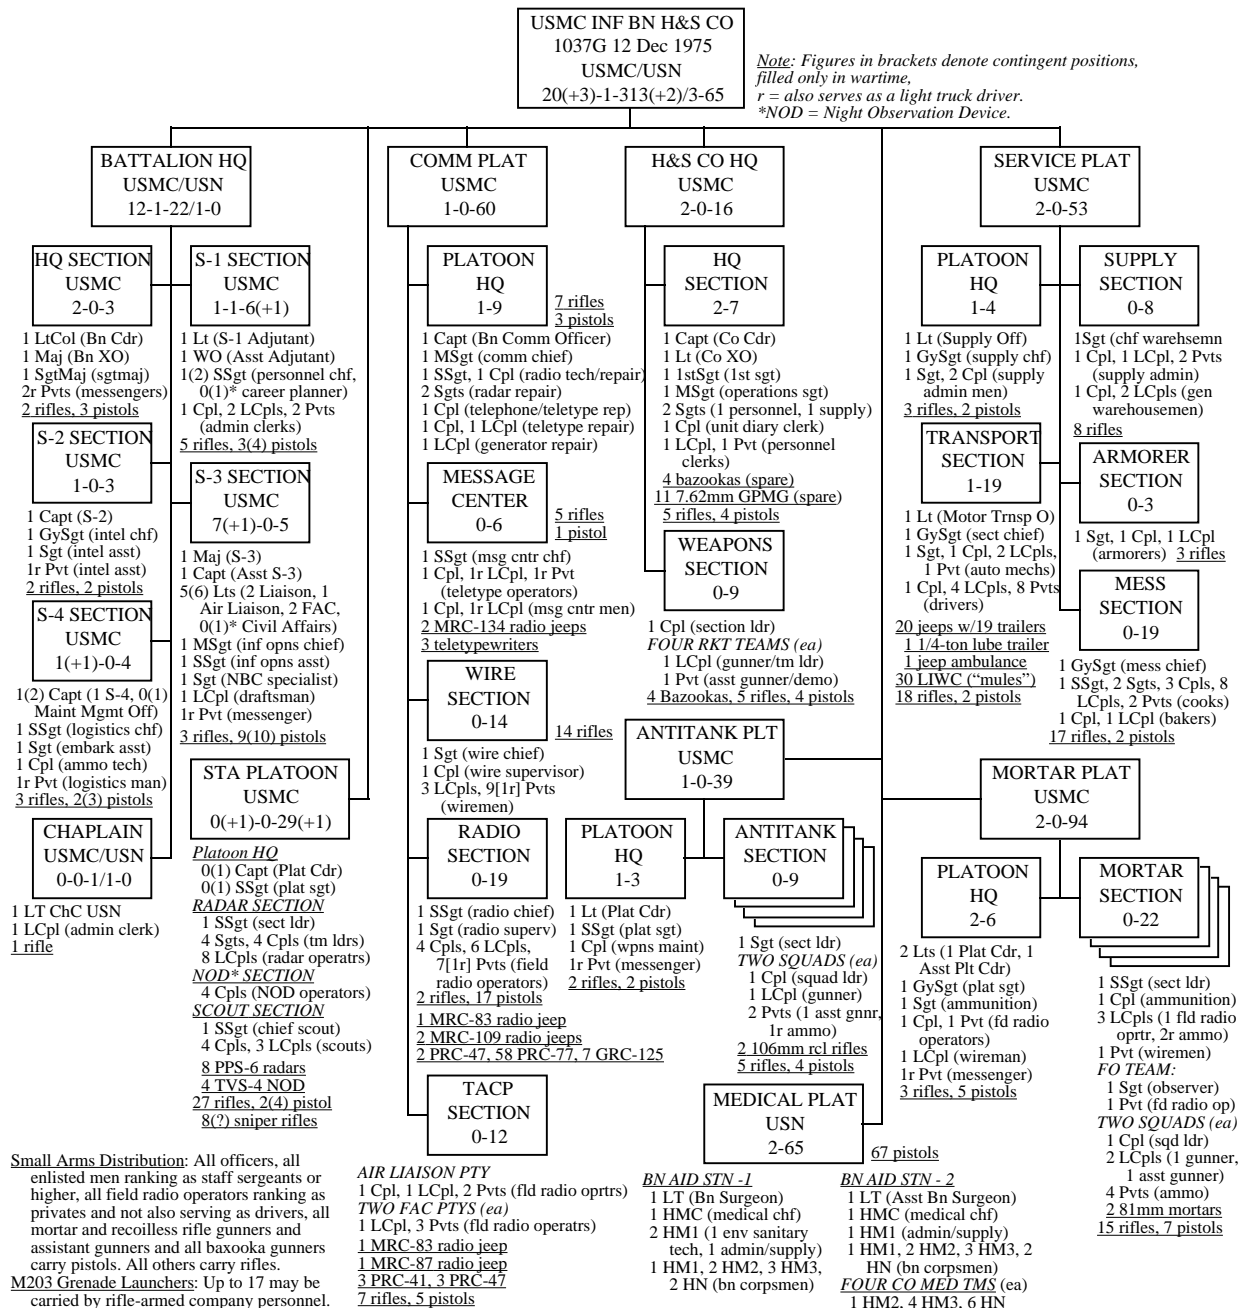 USMC INF BN H&S CO
1037G 12 Dec 1975
USMC/USN
20(+3)-1-313(+2)/3-65
Note: Figures in brackets denote contingent positions,
filled only in wartime,
r = also serves as a light truck driver.
*NOD = Night Observation Device.
BATTALION HQ
USMC/USN
12-1-22/1-0
HQ SECTION
USMC
2-0-3
1 LtCol (Bn Cdr)
1 Maj (Bn XO)
1 SgtMaj (sgtmaj)
2r Pvts (messengers)
2 rifles, 3 pistols
S-1 SECTION
USMC
1-1-6(+1)
1 Lt (S-1 Adjutant)
1 WO (Asst Adjutant)
1(2) SSgt (personnel chf,
0(1)* career planner)
1 Cpl, 2 LCpls, 2 Pvts
(admin clerks)
5 rifles, 3(4) pistols
S-2 SECTION
USMC
1-0-3
1 Capt (S-2)
1 GySgt (intel chf)
1 Sgt (intel asst)
1r Pvt (intel asst)
2 rifles, 2 pistols
S-3 SECTION
USMC
7(+1)-0-5
1 Maj (S-3)
1 Capt (Asst S-3)
5(6) Lts (2 Liaison, 1
Air Liaison, 2 FAC,
0(1)* Civil Affairs)
1 MSgt (inf opns chief)
1 SSgt (inf opns asst)
1 Sgt (NBC specialist)
1 LCpl (draftsman)
1r Pvt (messenger)
3 rifles, 9(10) pistols
S-4 SECTION
USMC
1(+1)-0-4
1(2) Capt (1 S-4, 0(1)
Maint Mgmt Off)
1 SSgt (logistics chf)
1 Sgt (embark asst)
1 Cpl (ammo tech)
1r Pvt (logistics man)
3 rifles, 2(3) pistols
CHAPLAIN
USMC/USN
0-0-1/1-0
1 LT ChC USN
1 LCpl (admin clerk)
1 rifle
STA PLATOON
USMC
0(+1)-0-29(+1)
Platoon HQ
0(1) Capt (Plat Cdr)
0(1) SSgt (plat sgt)
RADAR SECTION
1 SSgt (sect ldr)
4 Sgts, 4 Cpls (tm ldrs)
8 LCpls (radar operatrs)
NOD* SECTION
4 Cpls (NOD operators)
SCOUT SECTION
1 SSgt (chief scout)
4 Cpls, 3 LCpls (scouts)
8 PPS-6 radars
4 TVS-4 NOD
27 rifles, 2(4) pistol
8(?) sniper rifles
COMM PLAT
USMC
1-0-60
PLATOON
HQ
1-9
7 rifles
3 pistols
1 Capt (Bn Comm Officer)
1 MSgt (comm chief)
1 SSgt, 1 Cpl (radio tech/repair)
2 Sgts (radar repair)
1 Cpl (telephone/teletype rep)
1 Cpl, 1 LCpl (teletype repair)
1 LCpl (generator repair)
MESSAGE
CENTER
0-6
5 rifles
1 pistol
1 SSgt (msg cntr chf)
1 Cpl, 1r LCpl, 1r Pvt
(teletype operators)
1 Cpl, 1r LCpl (msg cntr men)
2 MRC-134 radio jeeps
3 teletypewriters
WIRE
SECTION
0-14
14 rifles
1 Sgt (wire chief)
1 Cpl (wire supervisor)
3 LCpls, 9[1r] Pvts
(wiremen)
RADIO
SECTION
0-19
1 SSgt (radio chief)
1 Sgt (radio superv)
4 Cpls, 6 LCpls,
7[1r] Pvts (field
radio operators)
2 rifles, 17 pistols
1 MRC-83 radio jeep
2 MRC-109 radio jeeps
2 PRC-47, 58 PRC-77, 7 GRC-125
TACP
SECTION
0-12
AIR LIAISON PTY
1 Cpl, 1 LCpl, 2 Pvts (fld radio oprtrs)
TWO FAC PTYS (ea)
1 LCpl, 3 Pvts (fld radio operatrs)
1 MRC-83 radio jeep
1 MRC-87 radio jeep
3 PRC-41, 3 PRC-47
7 rifles, 5 pistols
H&S CO HQ
USMC
2-0-16
HQ
SECTION
2-7
1 Capt (Co Cdr)
1 Lt (Co XO)
1 1stSgt (1st sgt)
1 MSgt (operations sgt)
2 Sgts (1 personnel, 1 supply)
1 Cpl (unit diary clerk)
1 LCpl, 1 Pvt (personnel
clerks)
4 bazookas (spare)
11 7.62mm GPMG (spare)
5 rifles, 4 pistols
WEAPONS
SECTION
0-9
1 Cpl (section ldr)
FOUR RKT TEAMS (ea)
1 LCpl (gunner/tm ldr)
1 Pvt (asst gunner/demo)
4 Bazookas, 5 rifles, 4 pistols
ANTITANK PLT
USMC
1-0-39
PLATOON
HQ
1-3
1 Lt (Plat Cdr)
1 SSgt (plat sgt)
1 Cpl (wpns maint)
1r Pvt (messenger)
2 rifles, 2 pistols
ANTITANK
SECTION
0-9
1 Sgt (sect ldr)
TWO SQUADS (ea)
1 Cpl (squad ldr)
1 LCpl (gunner)
2 Pvts (1 asst gnnr,
1r ammo)
2 106mm rcl rifles
5 rifles, 4 pistols
MEDICAL PLAT
USN
2-65
67 pistols
BN AID STN -1
1 LT (Bn Surgeon)
1 HMC (medical chf)
2 HM1 (1 env sanitary
tech, 1 admin/supply)
1 HM1, 2 HM2, 3 HM3,
2 HN (bn corpsmen)
BN AID STN - 2
1 LT (Asst Bn Surgeon)
1 HMC (medical chf)
1 HM1 (admin/supply)
1 HM1, 2 HM2, 3 HM3, 2
HN (bn corpsmen)
FOUR CO MED TMS (ea)
1 HM2, 4 HM3, 6 HN
SERVICE PLAT
USMC
2-0-53
PLATOON
HQ
1-4
1 Lt (Supply Off)
1 GySgt (supply chf)
1 Sgt, 2 Cpl (supply
admin men)
3 rifles, 2 pistols
SUPPLY
SECTION
0-8
1Sgt (chf warehsemn
1 Cpl, 1 LCpl, 2 Pvts
(supply admin)
1 Cpl, 2 LCpls (gen
warehousemen)
8 rifles
TRANSPORT
SECTION
1-19
1 Lt (Motor Trnsp O)
1 GySgt (sect chief)
1 Sgt, 1 Cpl, 2 LCpls,
1 Pvt (auto mechs)
1 Cpl, 4 LCpls, 8 Pvts
(drivers)
20 jeeps w/19 trailers
1 1/4-ton lube trailer
1 jeep ambulance
30 LIWC (“mules”)
18 rifles, 2 pistols
ARMORER
SECTION
0-3
1 Sgt, 1 Cpl, 1 LCpl
(armorers) 3 rifles
MESS
SECTION
0-19
1 GySgt (mess chief)
1 SSgt, 2 Sgts, 3 Cpls, 8
LCpls, 2 Pvts (cooks)
1 Cpl, 1 LCpl (bakers)
17 rifles, 2 pistols
MORTAR PLAT
USMC
2-0-94
PLATOON
HQ
2-6
2 Lts (1 Plat Cdr, 1
Asst Plt Cdr)
1 GySgt (plat sgt)
1 Sgt (ammunition)
1 Cpl, 1 Pvt (fd radio
operators)
1 LCpl (wireman)
1r Pvt (messenger)
3 rifles, 5 pistols
MORTAR
SECTION
0-22
1 SSgt (sect ldr)
1 Cpl (ammunition)
3 LCpls (1 fld radio
oprtr, 2r ammo)
1 Pvt (wiremen)
FO TEAM:
1 Sgt (observer)
1 Pvt (fd radio op)
TWO SQUADS (ea)
1 Cpl (sqd ldr)
2 LCpls (1 gunner,
1 asst gunner)
4 Pvts (ammo)
2 81mm mortars
15 rifles, 7 pistols
Small Arms Distribution: All officers, all
enlisted men ranking as staff sergeants or
higher, all field radio operators ranking as
privates and not also serving as drivers, all
mortar and recoilless rifle gunners and
assistant gunners and all baxooka gunners
carry pistols. All others carry rifles.
M203 Grenade Launchers: Up to 17 may be
carried by rifle-armed company personnel.